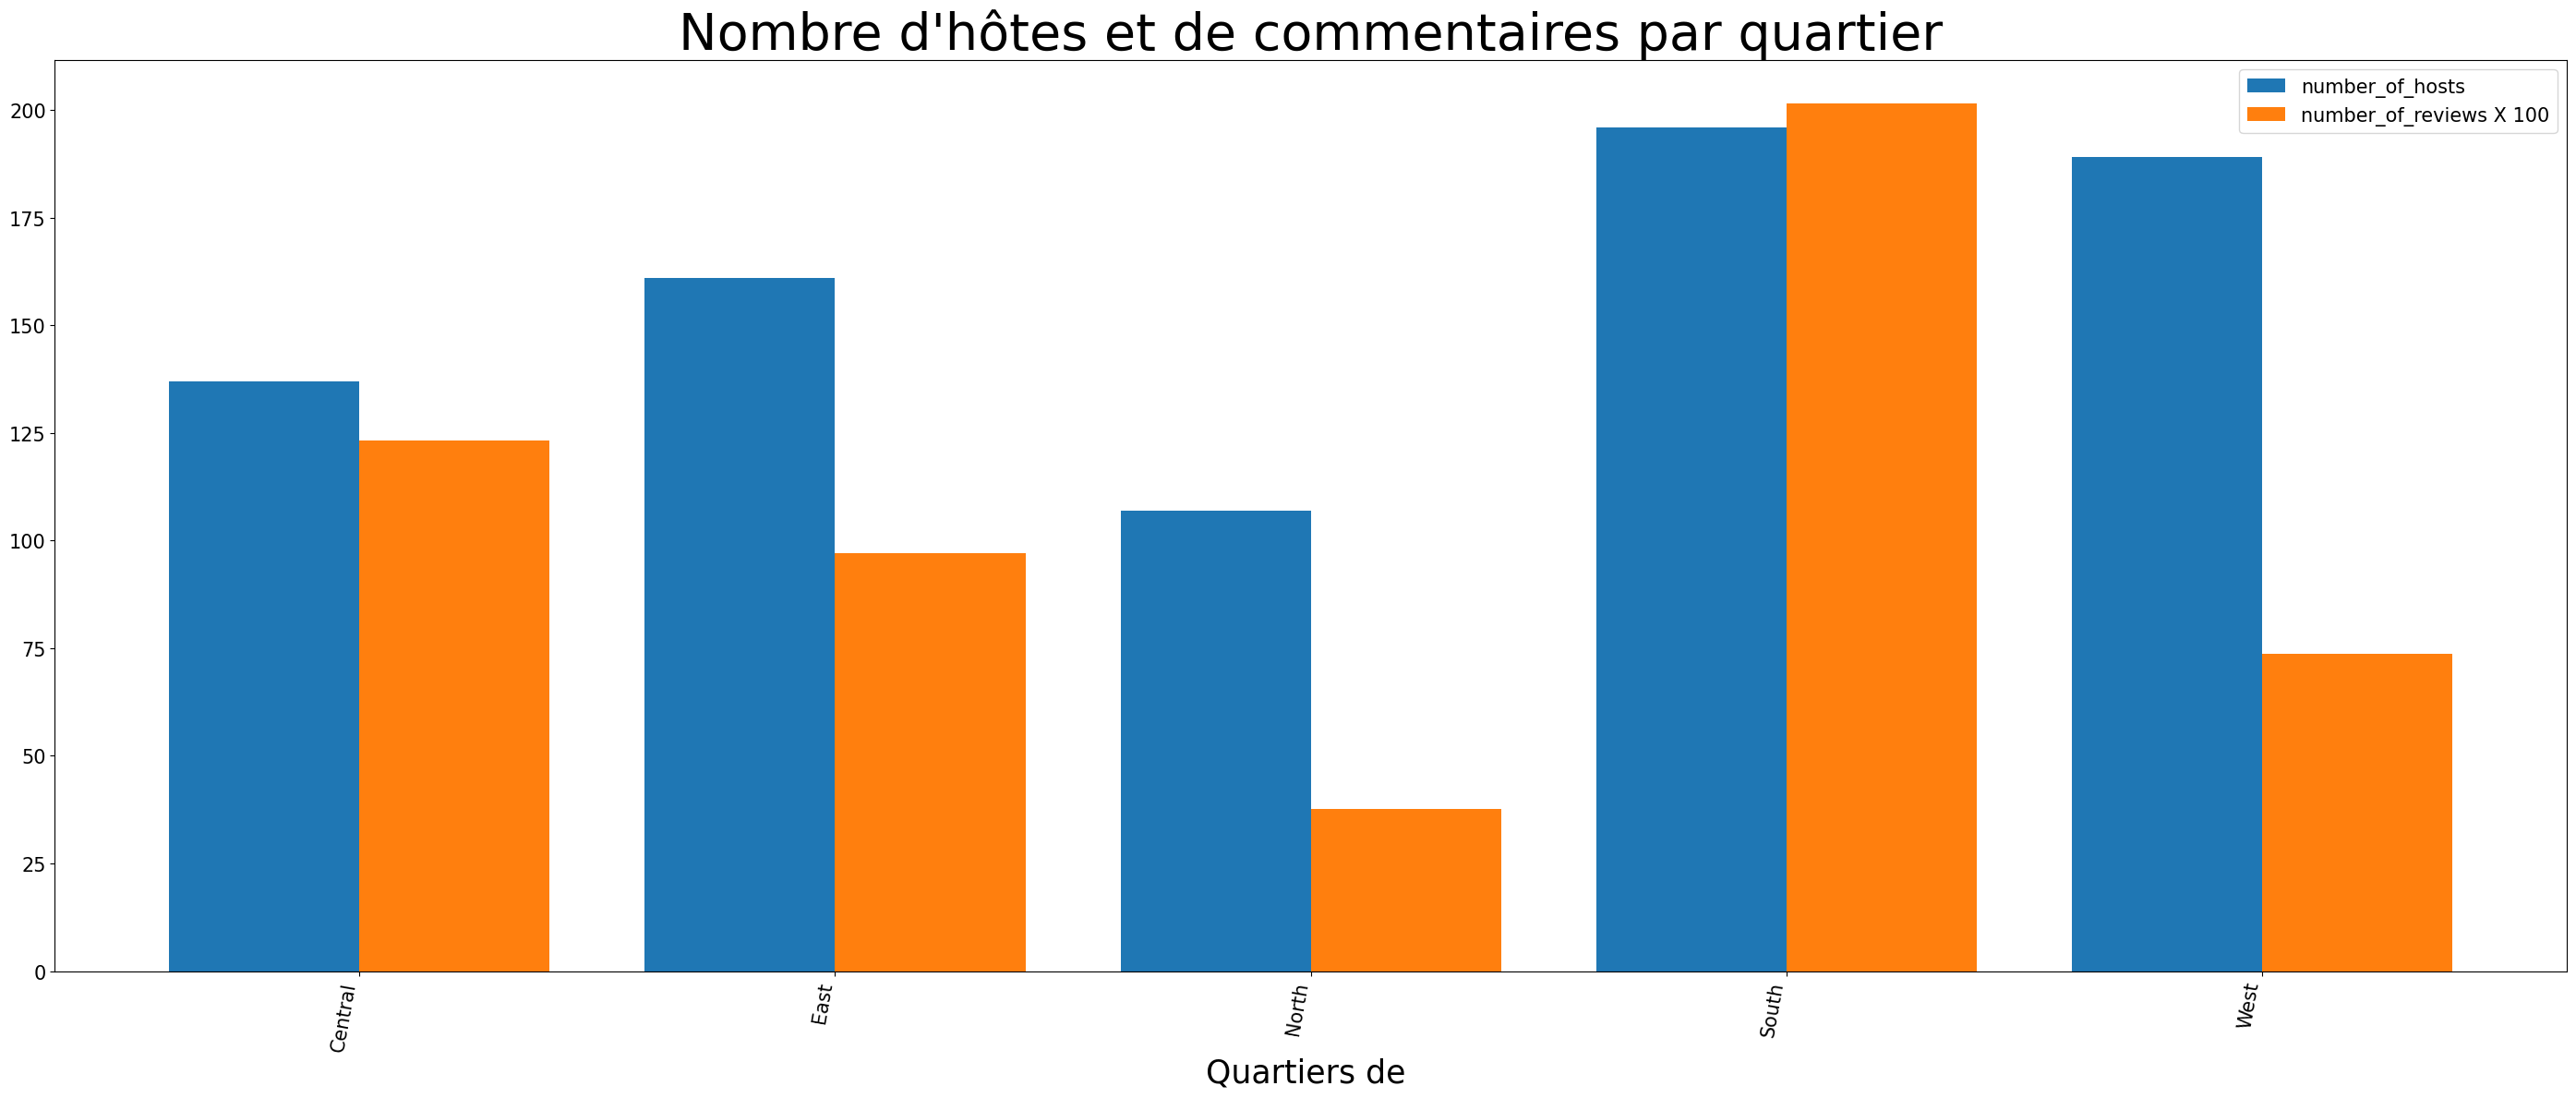 Nombre d'hôtes et de commentaires par quartier
number_of_hosts
number_of_reviews X 100
200
175
150
125
100
75
50
25
0
Central
East
North
South
West
Quartiers de